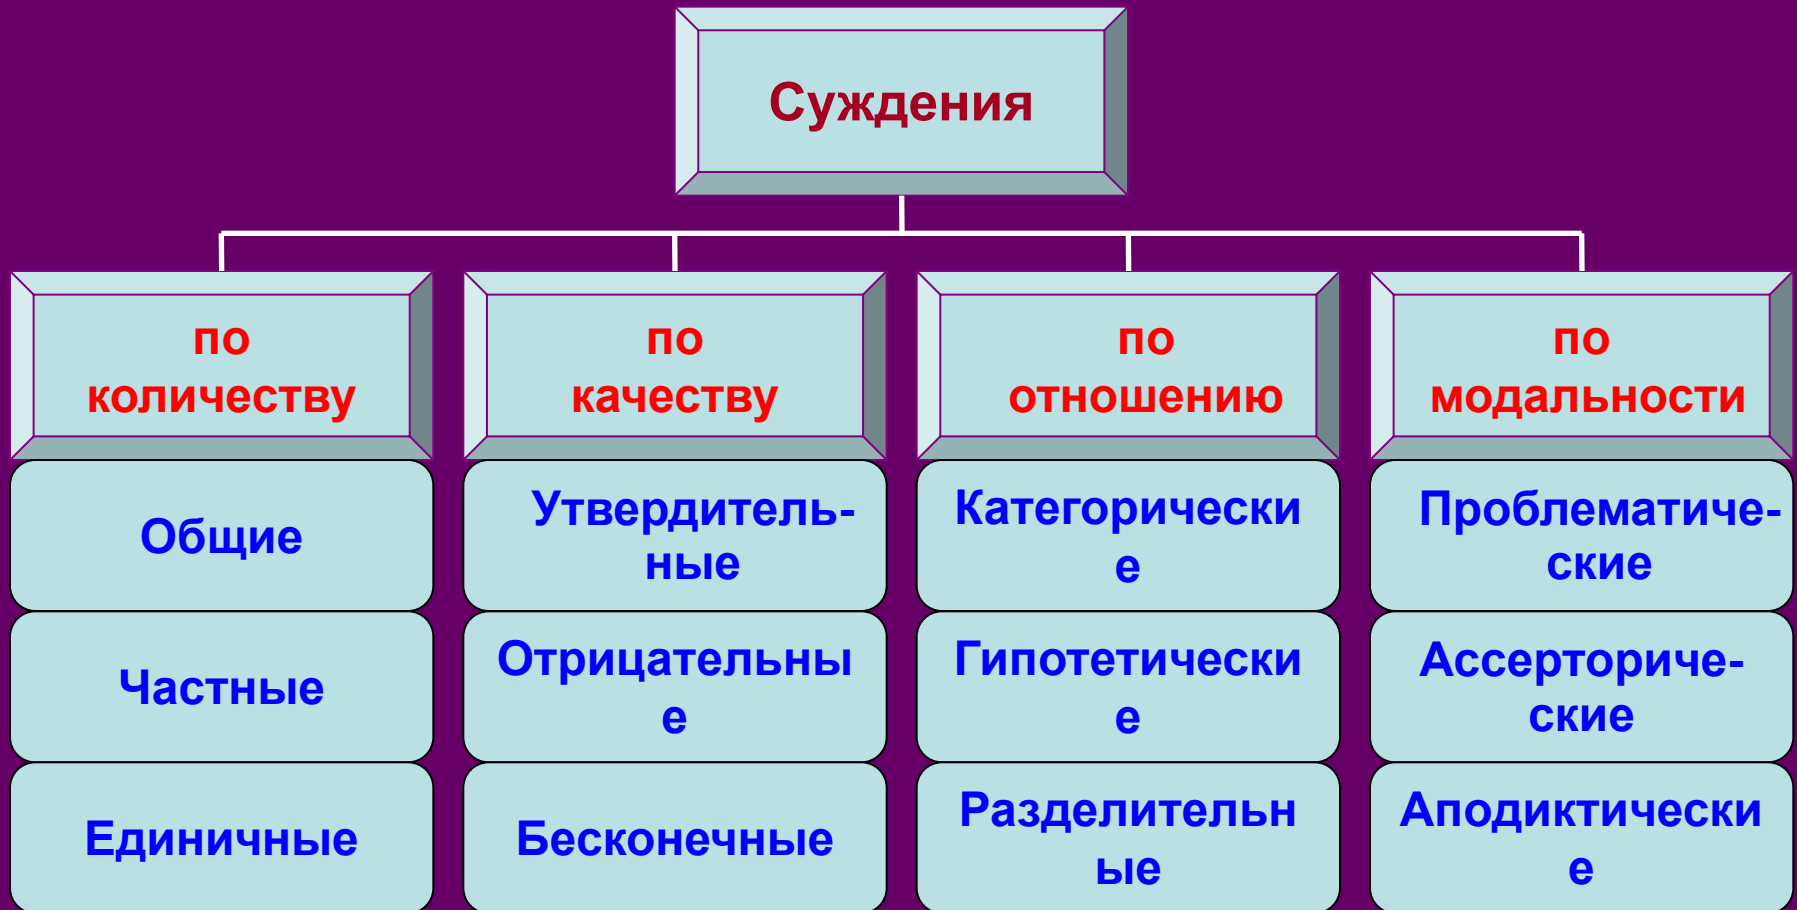 Суждения
по
количеству
по
качеству
по
отношению
по
модальности
Общие
Частные
Единичные
Утвердитель-
ные
Отрицательны
е
Бесконечные
Категорически
е
Гипотетически
е
Разделительн
ые
Проблематиче-
ские
Ассерториче-
ские
Аподиктически
е